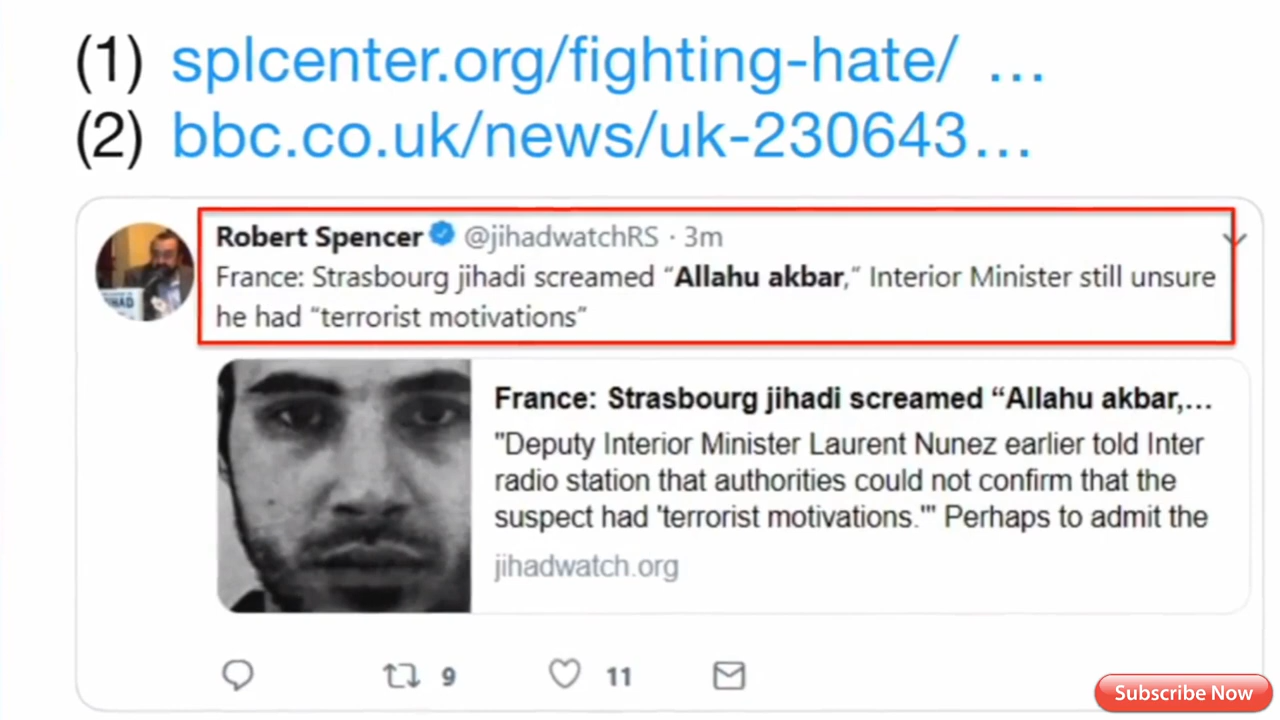 (1) splcenter.org/fighting-hate/ ...
(2) bbc.co.uk/news/uk-230643...
Robert Spencer @jihadwatchRS · 3m
France: Strasbourg jihadi screamed “Allahu akbar,” Interior Minister still unsure
he had “terrorist motivations”
JIHAD
France: Strasbourg jihadi screamed “Allahu akbar,...
"Deputy Interior Minister Laurent Nunez earlier told Inter
radio station that authorities could not confirm that the
suspect had 'terrorist motivations.'" Perhaps to admit the
jihadwatch.org
9
11
Subscribe Now